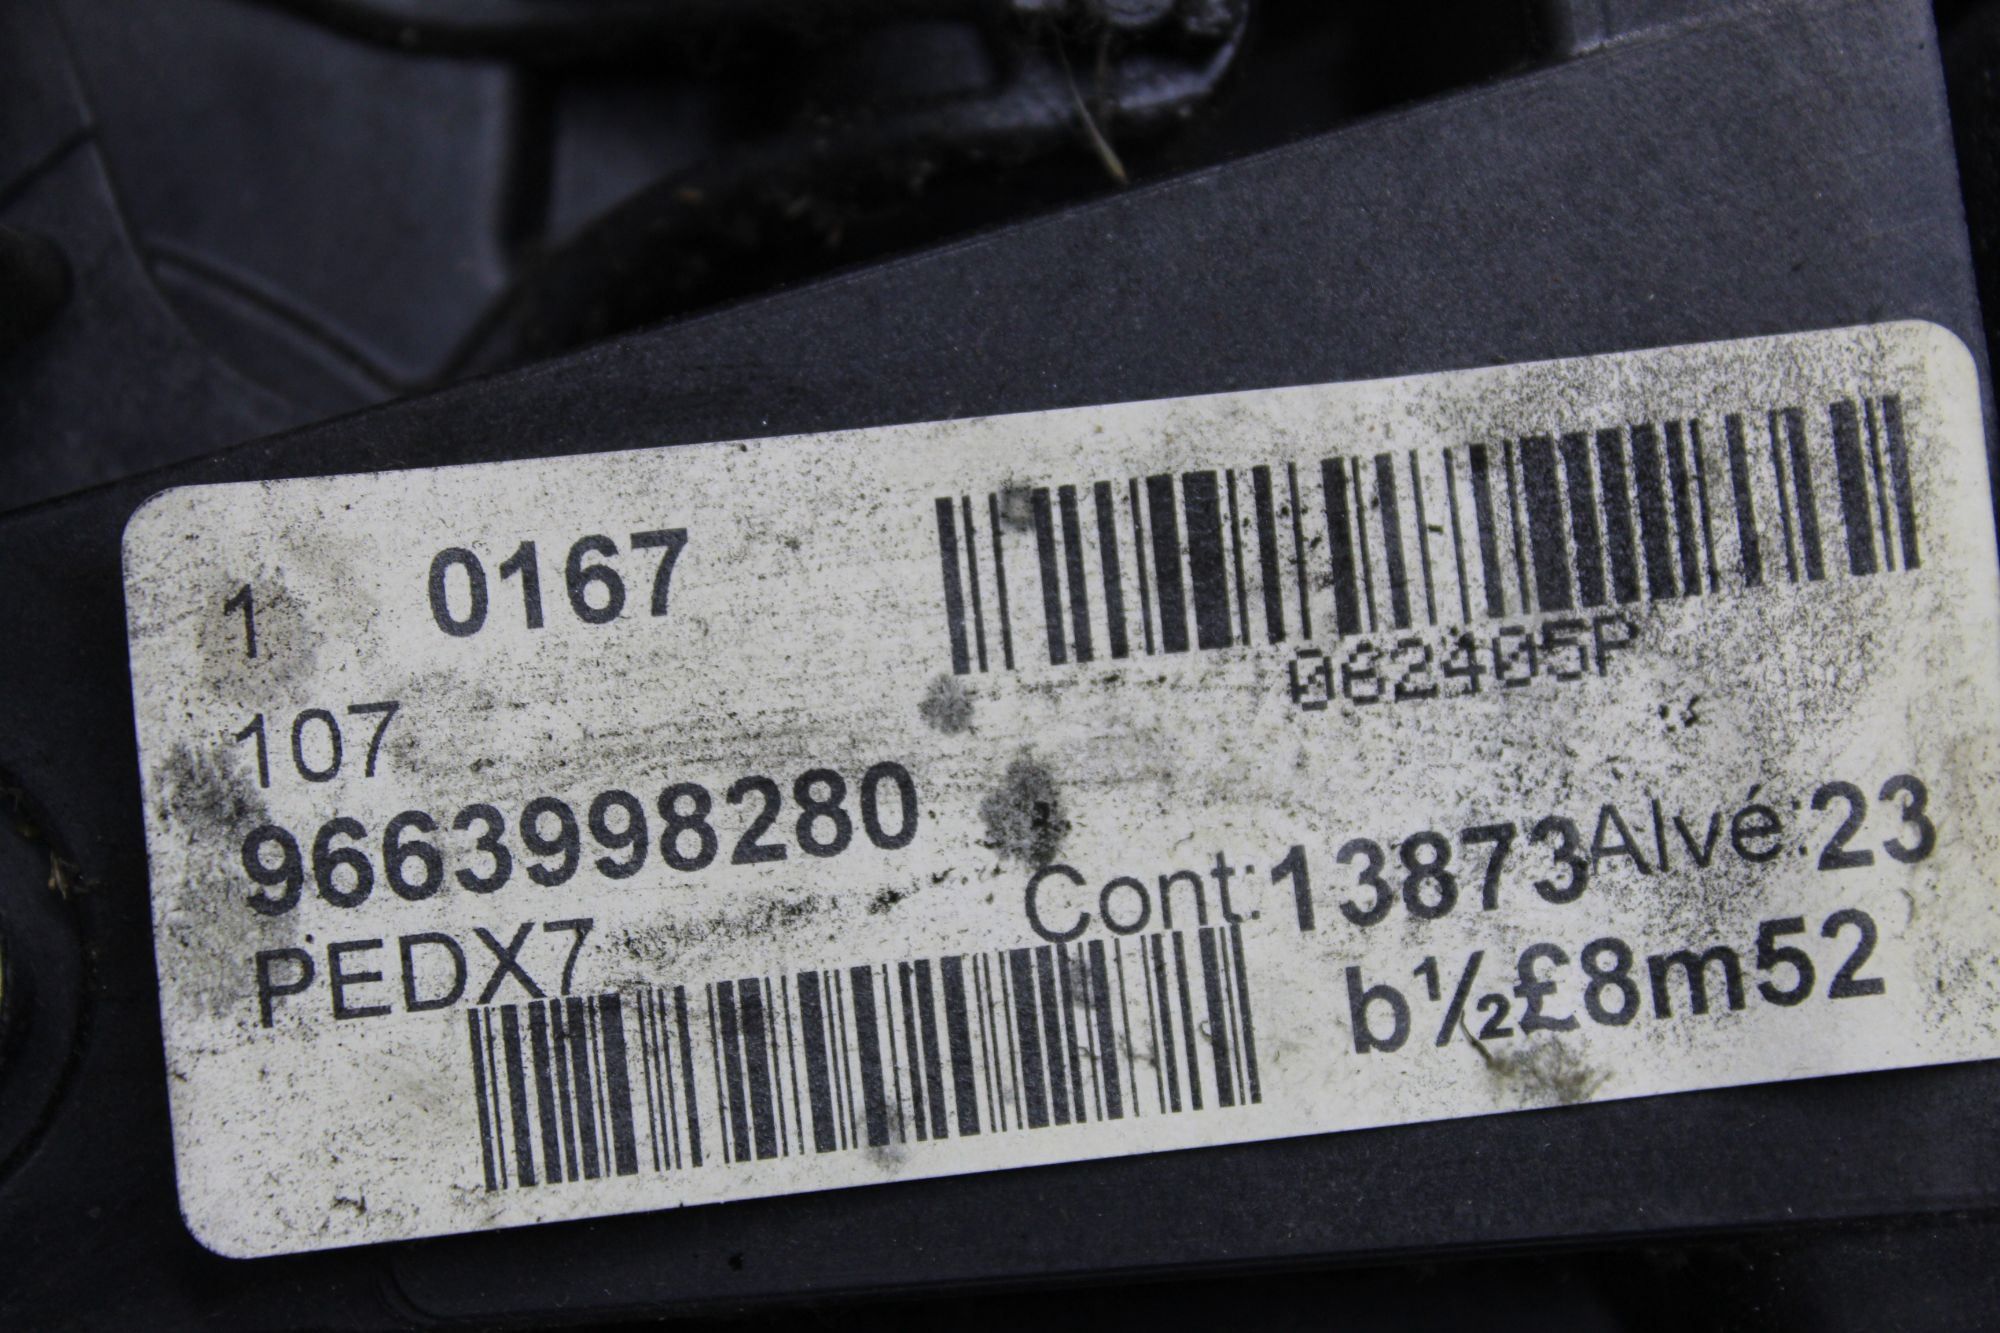 1 0167
062405P
107
9663998280
Cont:13873Alvé:23
PEDX7
b½£8m52